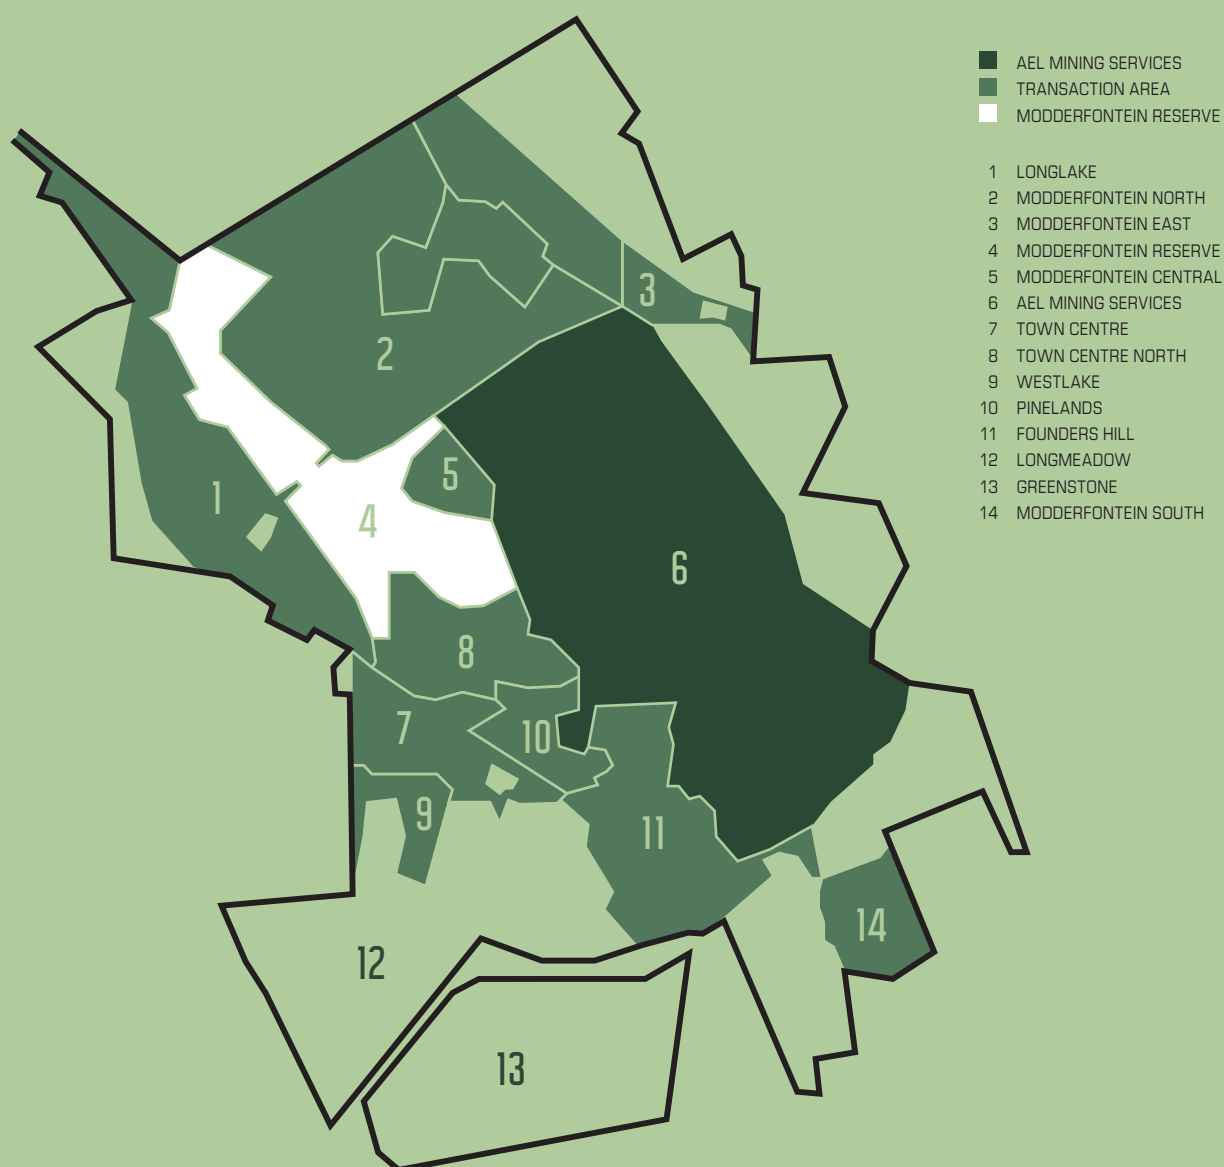 AEL MINING SERVICES
TRANSACTION AREA
MODDERFONTEIN RESERVE
1 LONGLAKE
2 MODDERFONTEIN NORTH
3 MODDERFONTEIN EAST
4 MODDERFONTEIN RESERVE
5 MODDERFONTEIN CENTRAL
6 AEL MINING SERVICES
7 TOWN CENTRE
8 TOWN CENTRE NORTH
9 WESTLAKE
10 PINELANDS
11 FOUNDERS HILL
12 LONGMEADOW
13 GREENSTONE
14 MODDERFONTEIN SOUTH
3
2
5
1
4
6
8
7
10
9
11
14
12
13